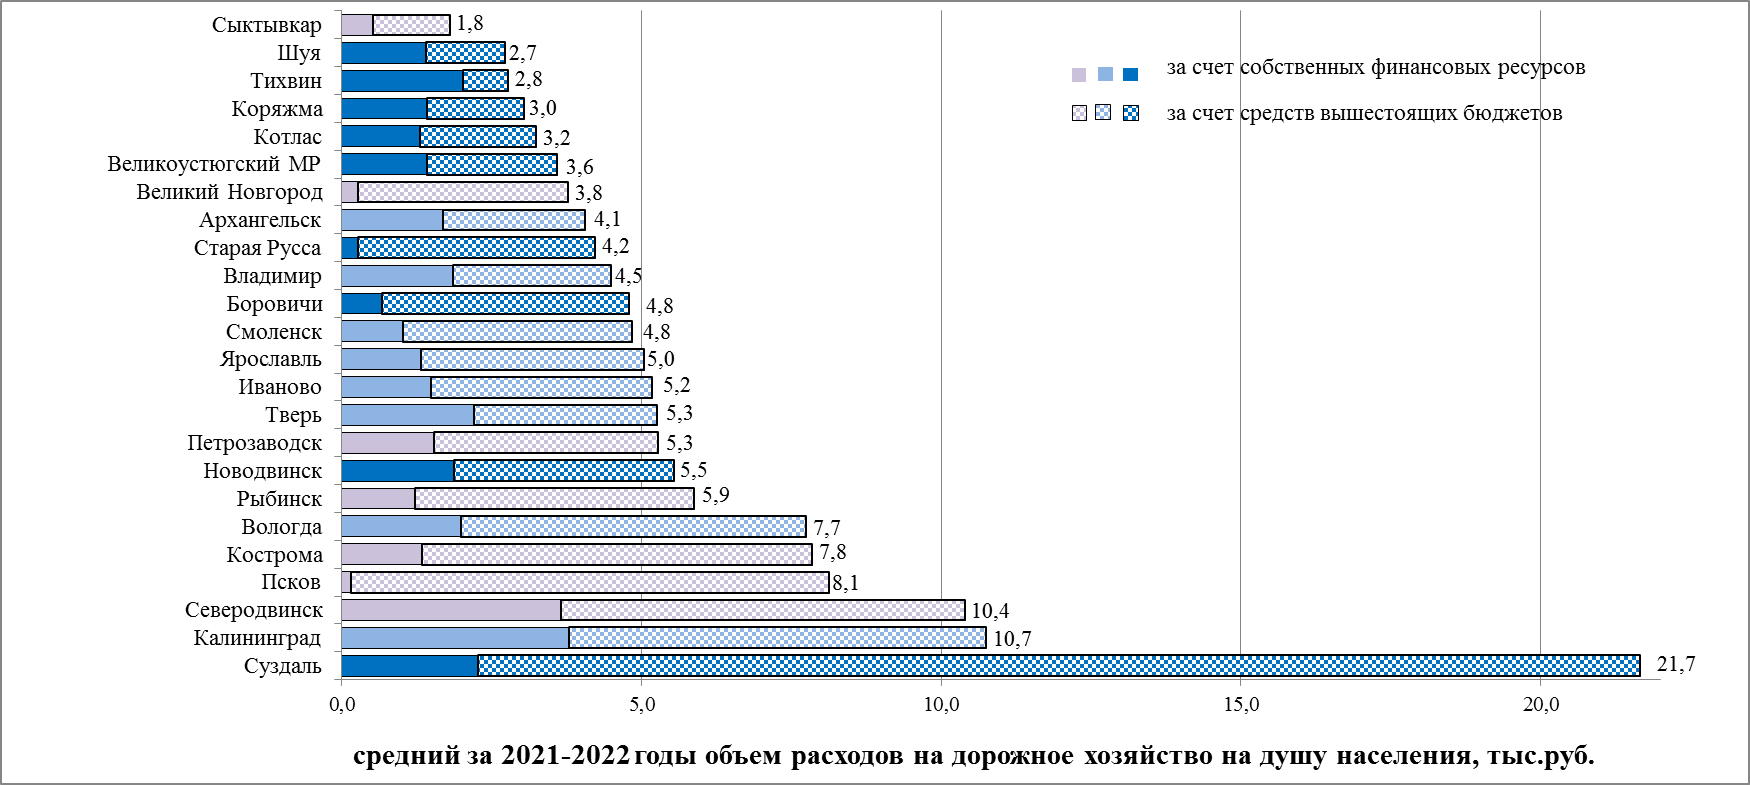 Сыктывкар 1,8
Шуя 2,7
Тихвин 2,8
Коряжма 3,0
Котлас 3,2
Великоустюгский МР 3,6
Великий Новгород 3,8
Архангельск 4,1
Старая Русса 4,2
Владимир 4,5
Боровичи 4,8
Смоленск 4,8
Ярославль 5,0
Иваново 5,2
Тверь 5,3
Петрозаводск 5,3
Новодвинск 5,5
Рыбинск 5,9
Вологда 7,7
Кострома 7,8
Псков 8,1
Северодвинск 10,4
Калининград 10,7
Суздаль 21,7
за счет собственных финансовых ресурсов
за счет средств вышестоящих бюджетов
0,0 5,0 10,0 15,0 20,0
средний за 2021-2022 годы объем расходов на дорожное хозяйство на душу населения, тыс.руб.